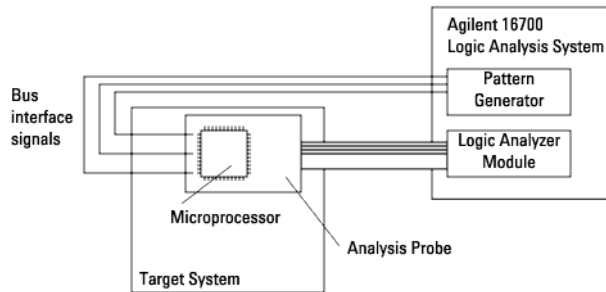 Agilent 16700
Logic Analysis System
Pattern
Generator
Bus
interface
signals
Logic Analyzer
Module
Microprocessor
Analysis Probe
Target System